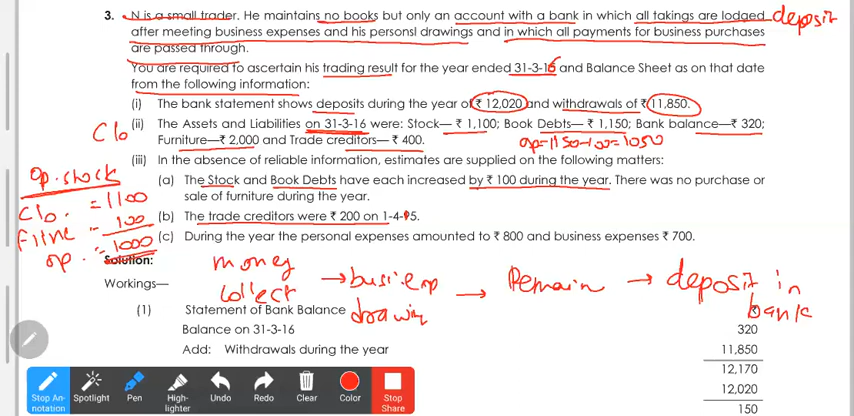 3. N is a small trader. He maintains no books but only an account with a bank in which all takings are lodged deposit
after meeting business expenses and his personsl drawings and in which all payments for business purchases
are passed through.
You are required to ascertain his trading result for the year ended 31-3-16 and Balance Sheet as on that date
from the following information:
(i) The bank statement shows deposits during the year of ₹ 12,020 and withdrawals of ₹ 11,850.
Clo (ii) The Assets and Liabilities on 31-3-16 were: Stock— ₹ 1,100; Book Debts— ₹ 1,150; Bank balance— ₹ 320;
Furniture— ₹ 2,000 and Trade creditors— ₹ 400. op=1150-100=1050
(iii) In the absence of reliable information, estimates are supplied on the following matters:
op. stock
(a) The Stock and Book Debts have each increased by ₹ 100 during the year. There was no purchase or
sale of furniture during the year.
Clo. = 1100
(b) The trade creditors were ₹ 200 on 1-4-15.
= 100
(c) During the year the personal expenses amounted to ₹ 800 and business expenses ₹ 700.
op. = 1000
Solution:
money collect → busi exp drawing → Remain → deposit in bank
Workings—
(1) Statement of Bank Balance
Balance on 31-3-16 320
Add: Withdrawals during the year 11,850
12,170
12,020
150
Stop Annotation
Spotlight
Pen
Highlighter
Undo
Redo
Clear
Color
Stop Share